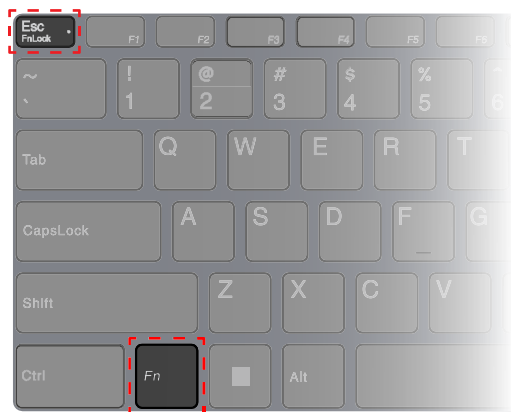 Esc
FnLock
F1
F2
F3
F4
F5
F6
~
`
!
1
@
2
#
3
$
4
%
5
6
Tab
Q
W
E
R
T
CapsLock
A
S
D
F
G
Shift
Z
X
C
V
Ctrl
Fn
Alt